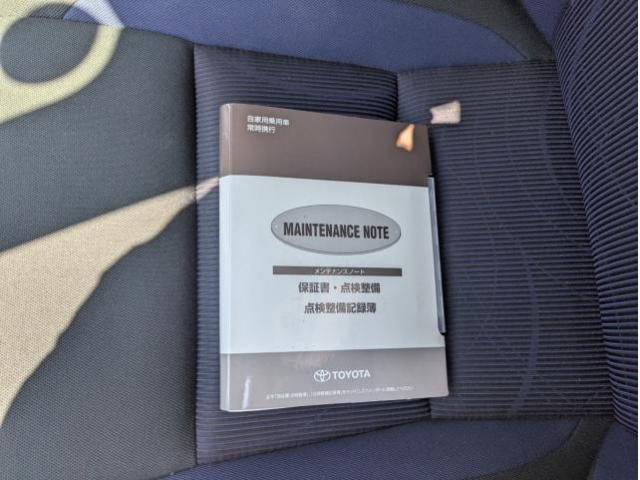 自家用乗用車
常時携行
MAINTENANCE NOTE
メンテナンスノート
保証書・点検整備
点検整備記録簿
TOYOTA